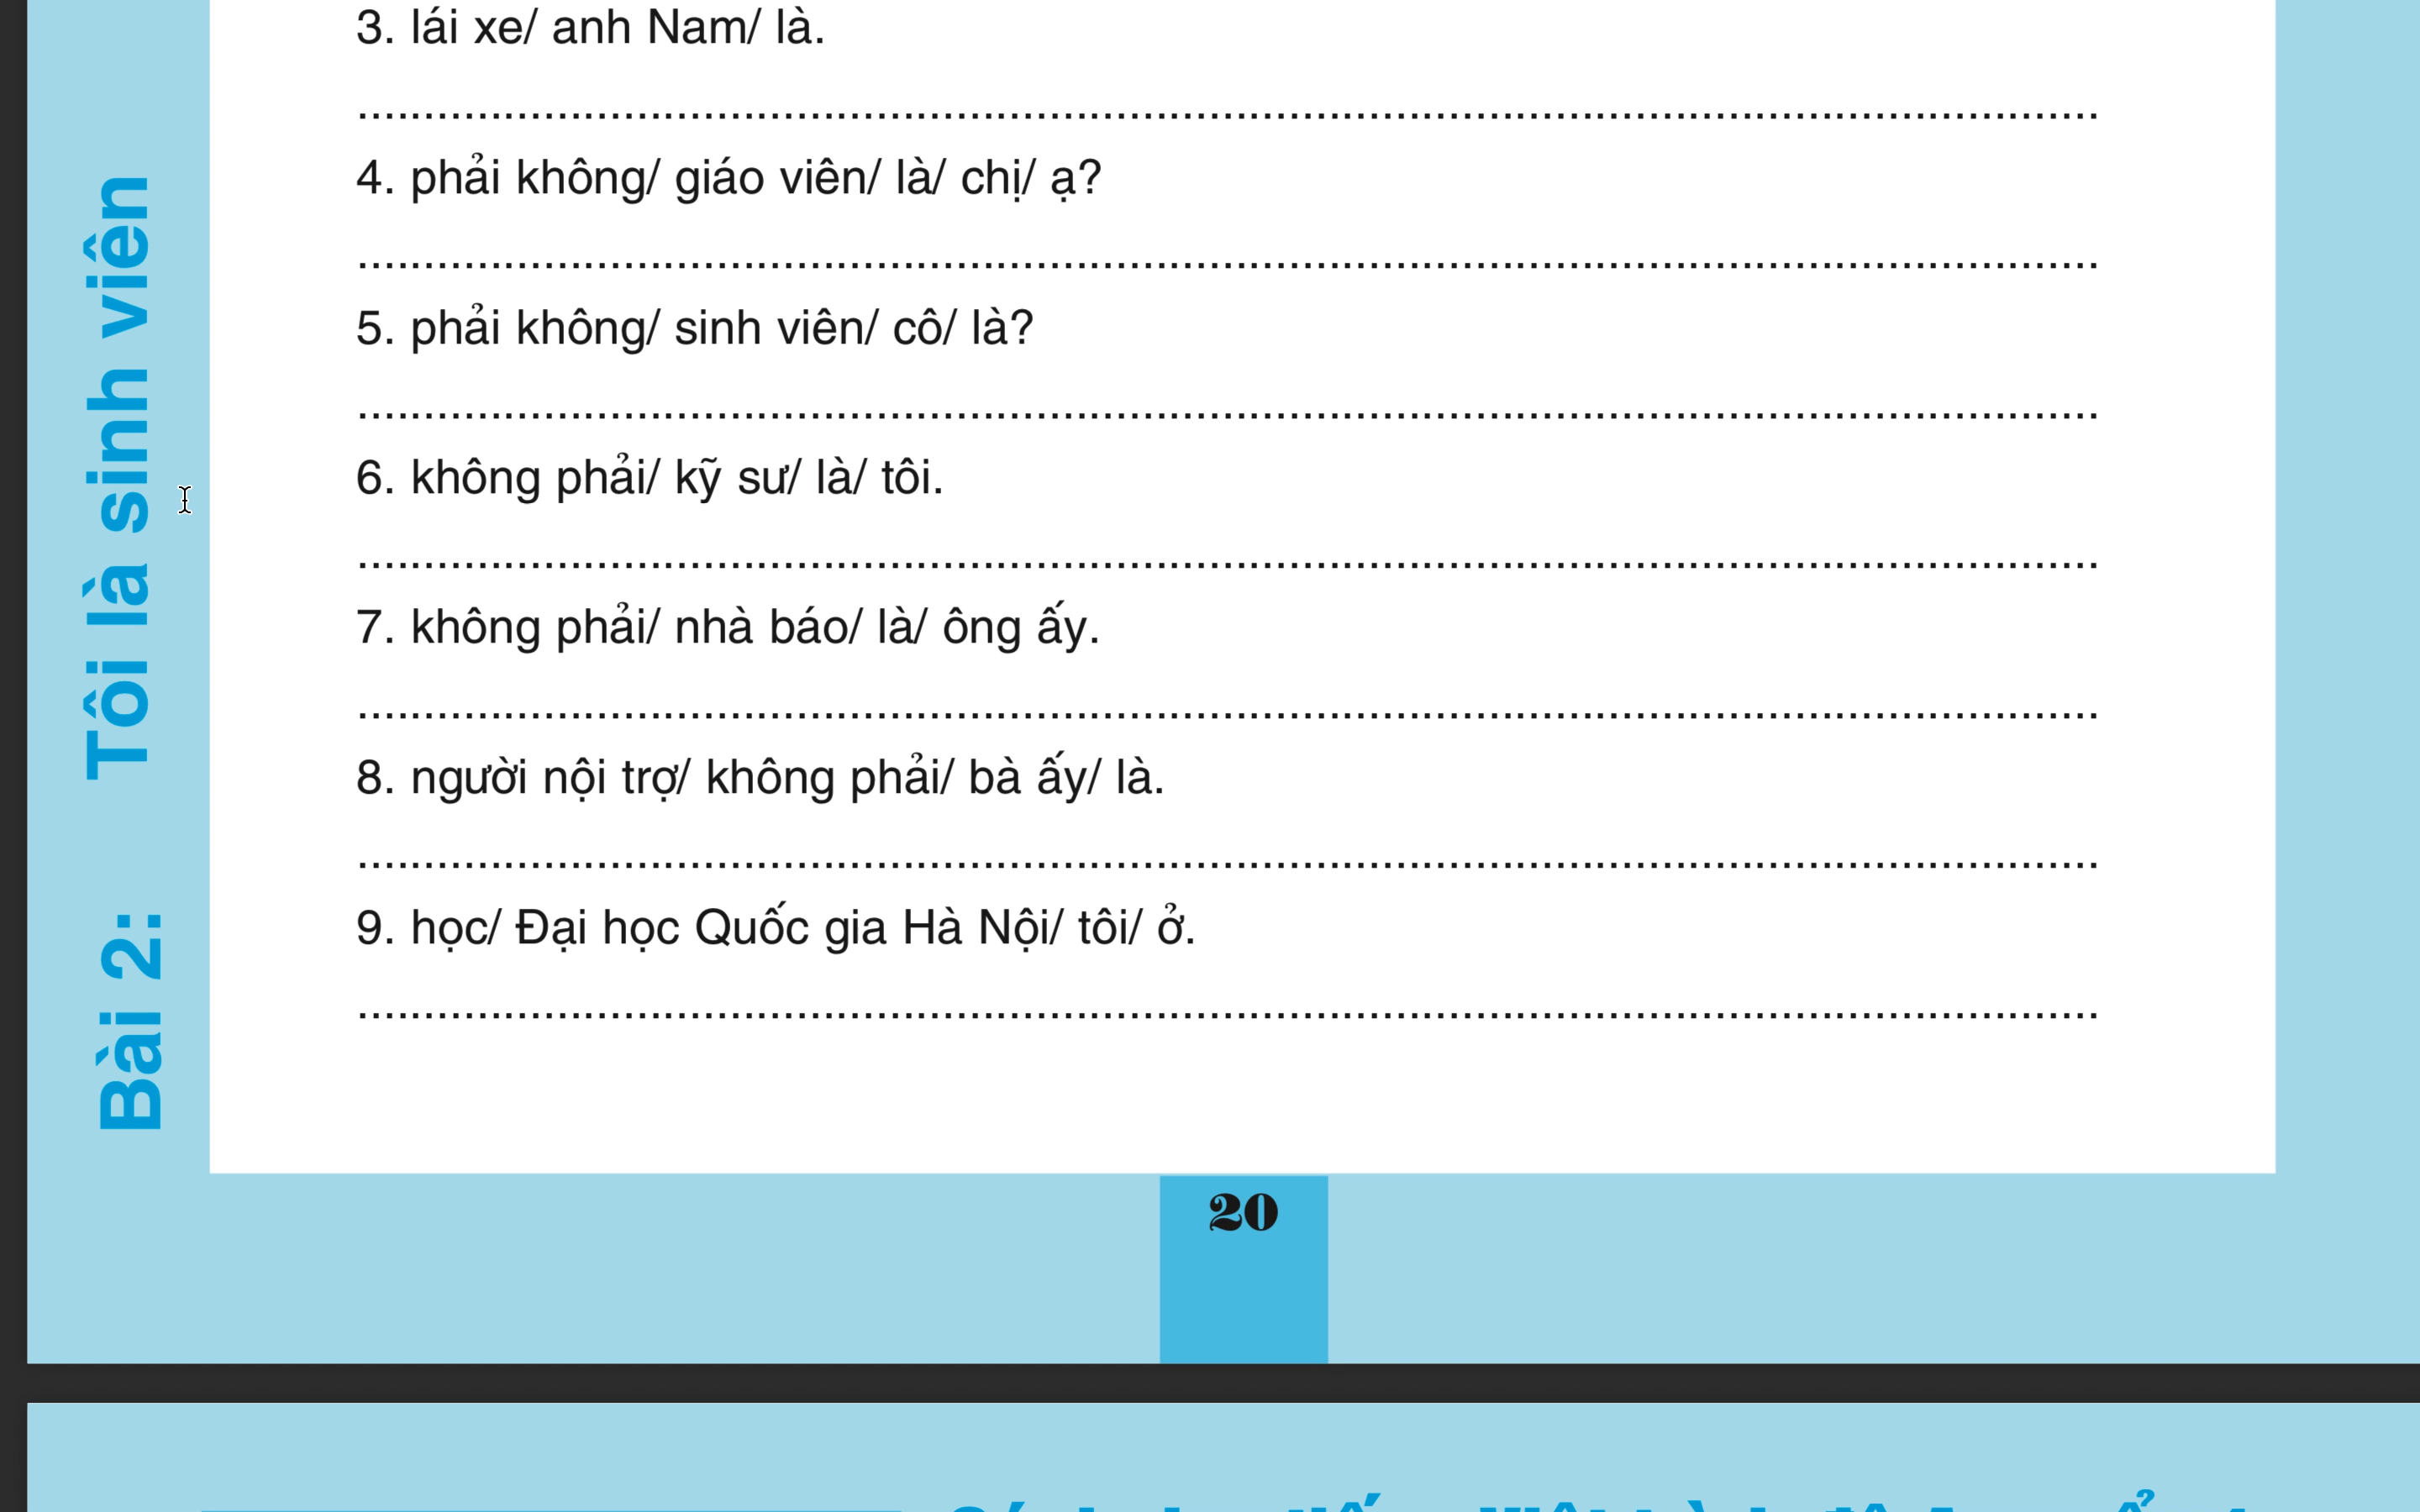 3. lái xe/ anh Nam/ là.
4. phải không/ giáo viên/ là/ chị/ ạ?
5. phải không/ sinh viên/ cô/ là?
6. không phải/ kỹ sư/ là/ tôi.
7. không phải/ nhà báo/ là/ ông ấy.
8. người nội trợ/ không phải/ bà ấy/ là.
9. học/ Đại học Quốc gia Hà Nội/ tôi/ ở.
Bài 2: Tôi là sinh viên
20